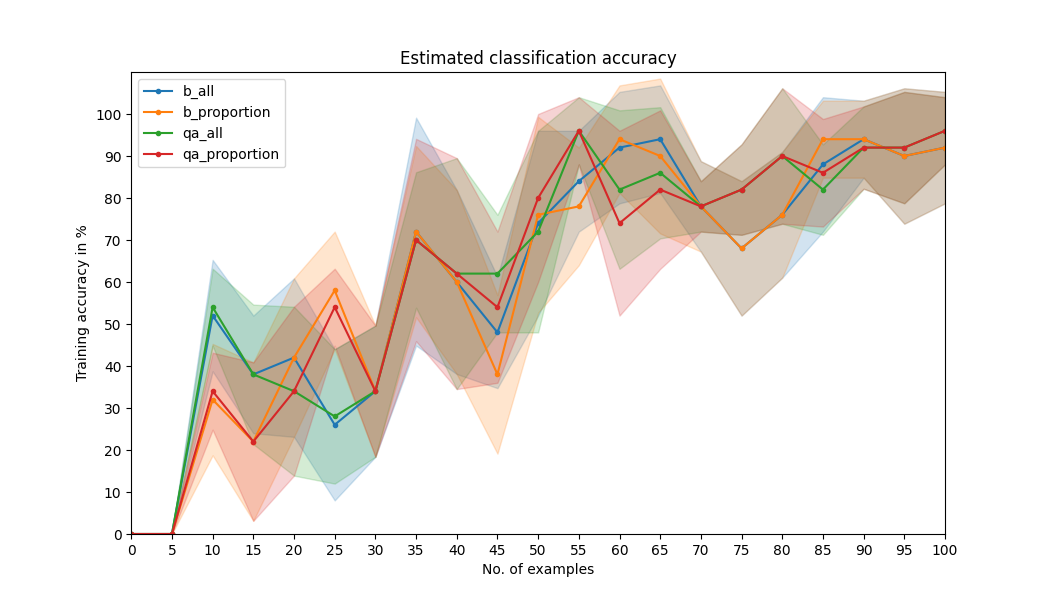 Estimated classification accuracy
b_all
b_proportion
qa_all
qa_proportion
Training accuracy in %
100
90
80
70
60
50
40
30
20
10
0
0 5 10 15 20 25 30 35 40 45 50 55 60 65 70 75 80 85 90 95 100
No. of examples